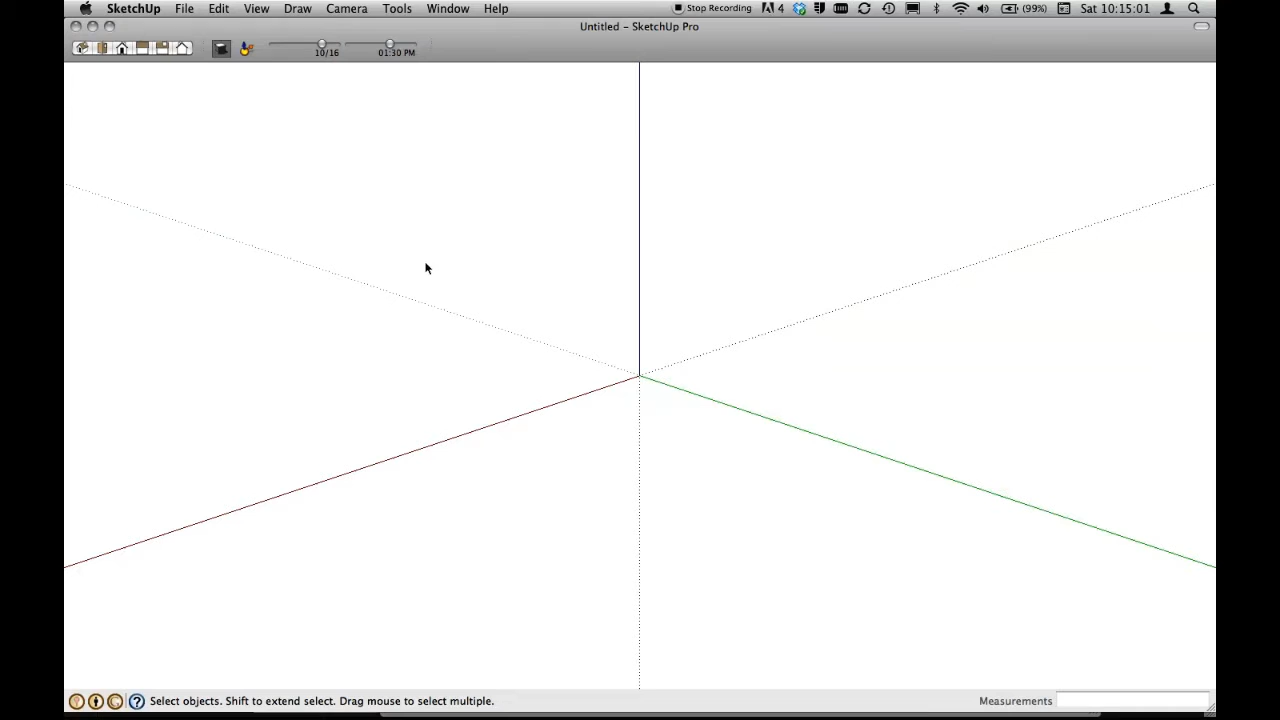 SketchUp File Edit View Draw Camera Tools Window Help Stop Recording 4 (99%) Sat 10:15:01
Untitled – SketchUp Pro
10/16 01:30 PM
Select objects. Shift to extend select. Drag mouse to select multiple. Measurements